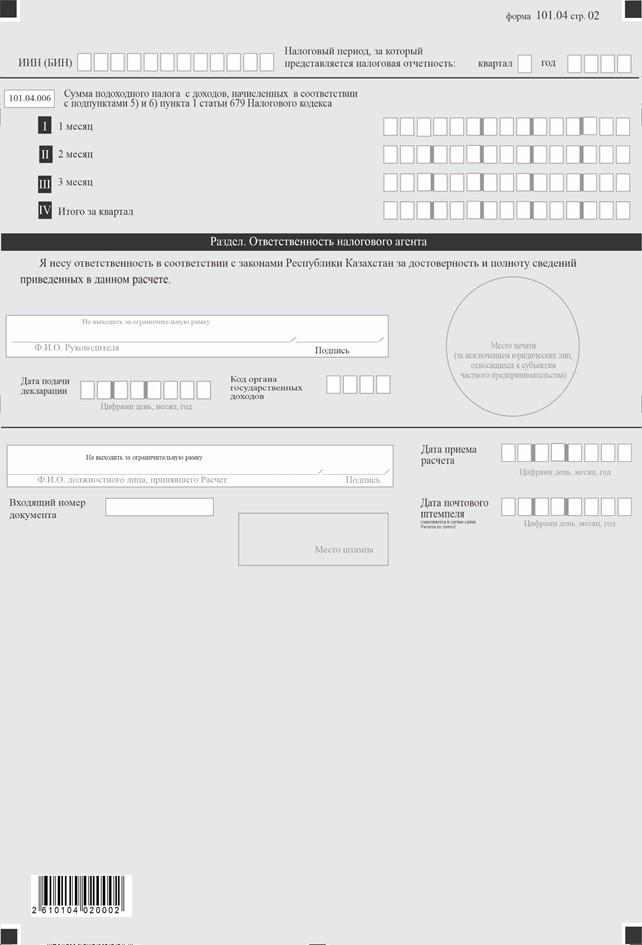 форма 101.04 стр. 02
ИИН (БИН)
Налоговый период, за который
представляется налоговая отчетность:
квартал
год
101.04.006
Сумма подоходного налога с доходов, начисленных в соответствии
с подпунктами 5) и 6) пункта 1 статьи 679 Налогового кодекса
I 1 месяц
II 2 месяц
III 3 месяц
IV Итого за квартал
Раздел. Ответственность налогового агента
Я несу ответственность в соответствии с законами Республики Казахстан за достоверность и полноту сведений
приведенных в данном расчете.
Не выходить за ограничительную рамку
Ф.И.О. Руководителя
Подпись
Место печати
(за исключением юридических лиц,
относящихся к субъектам
частного предпринимательства)
Дата подачи
декларации
Цифрами день, месяц, год
Код органа
государственных
доходов
Не выходить за ограничительную рамку
Ф.И.О. должностного лица, принявшего Расчет
Подпись
Дата приема
расчета
Цифрами день, месяц, год
Входящий номер
документа
Место штампа
Дата почтового
штемпеля
(заполняется в случае сдачи
Расчета по почте)
Цифрами день, месяц, год
2 610104 020002